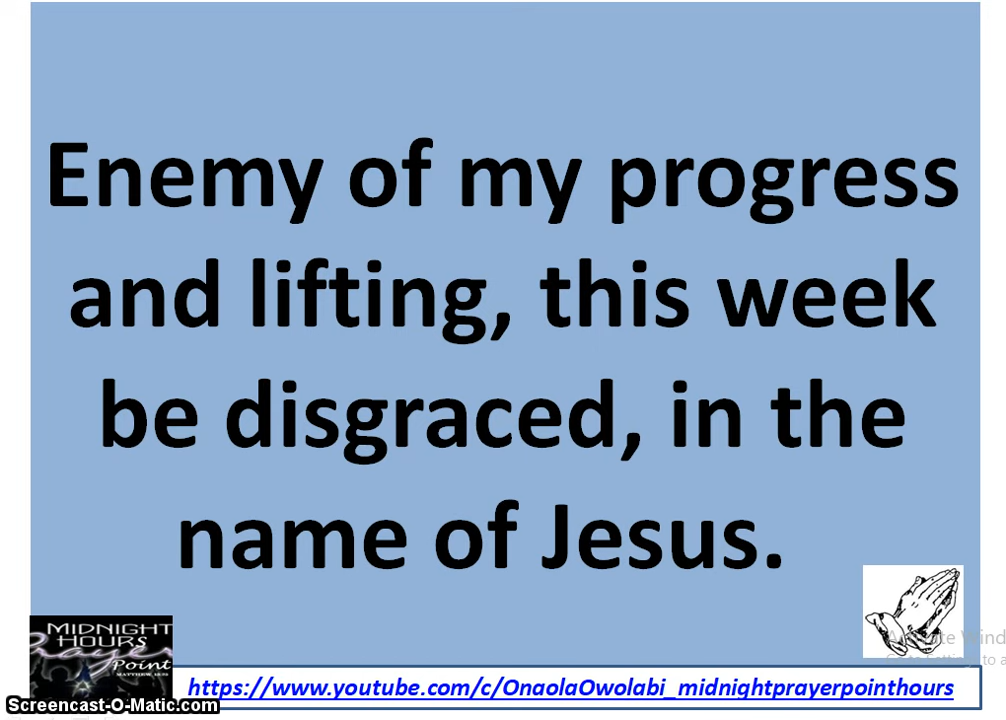 Enemy of my progress
and lifting, this week
be disgraced, in the
name of Jesus.
MIDNIGHT
HOURS
Prayer
Point
https://www.youtube.com/c/OnaolaOwolabi_midnightprayerpointhours
Screencast-O-Matic.com